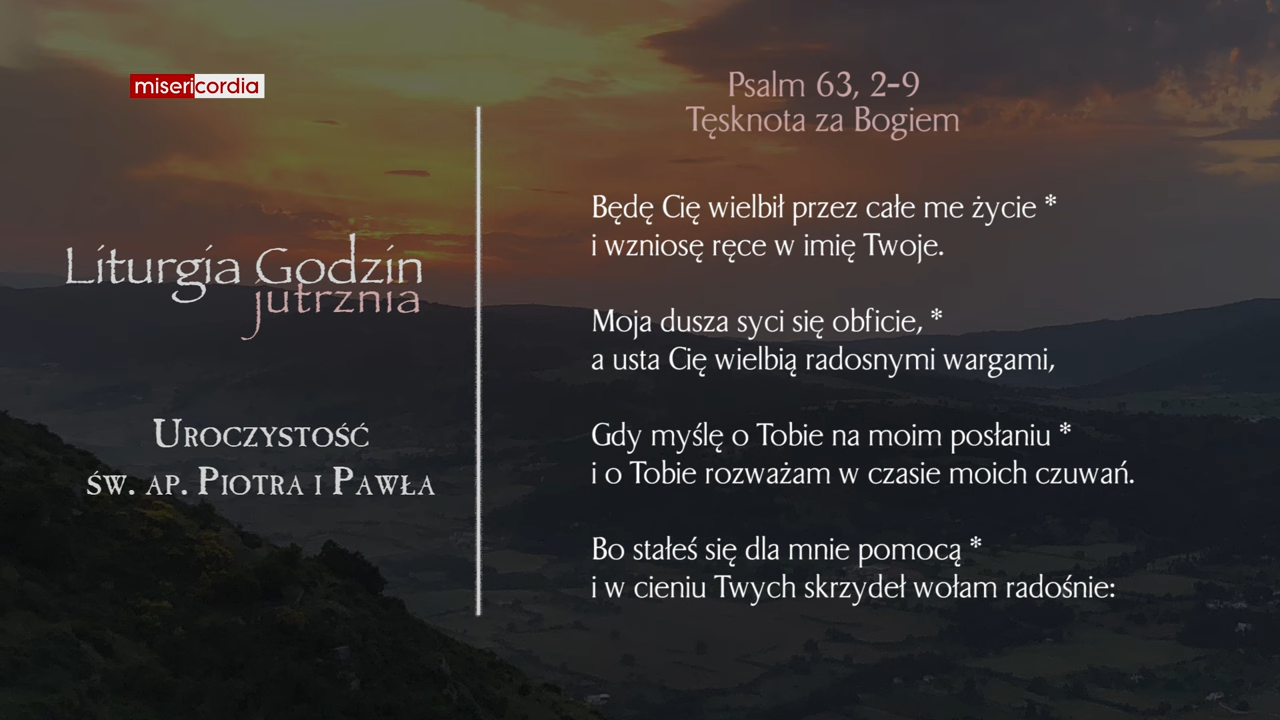 misericordia
Liturgia Godzin
jutrznia
Uroczystość
św. ap. Piotra i Pawła
Psalm 63, 2-9
Tęsknota za Bogiem
Będę Cię wielbił przez całe me życie *
i wzniosę ręce w imię Twoje.
Moja dusza syci się obficie, *
a usta Cię wielbią radosnymi wargami,
Gdy myślę o Tobie na moim posłaniu *
i o Tobie rozważam w czasie moich czuwań.
Bo stałeś się dla mnie pomocą *
i w cieniu Twych skrzydeł wołam radośnie: